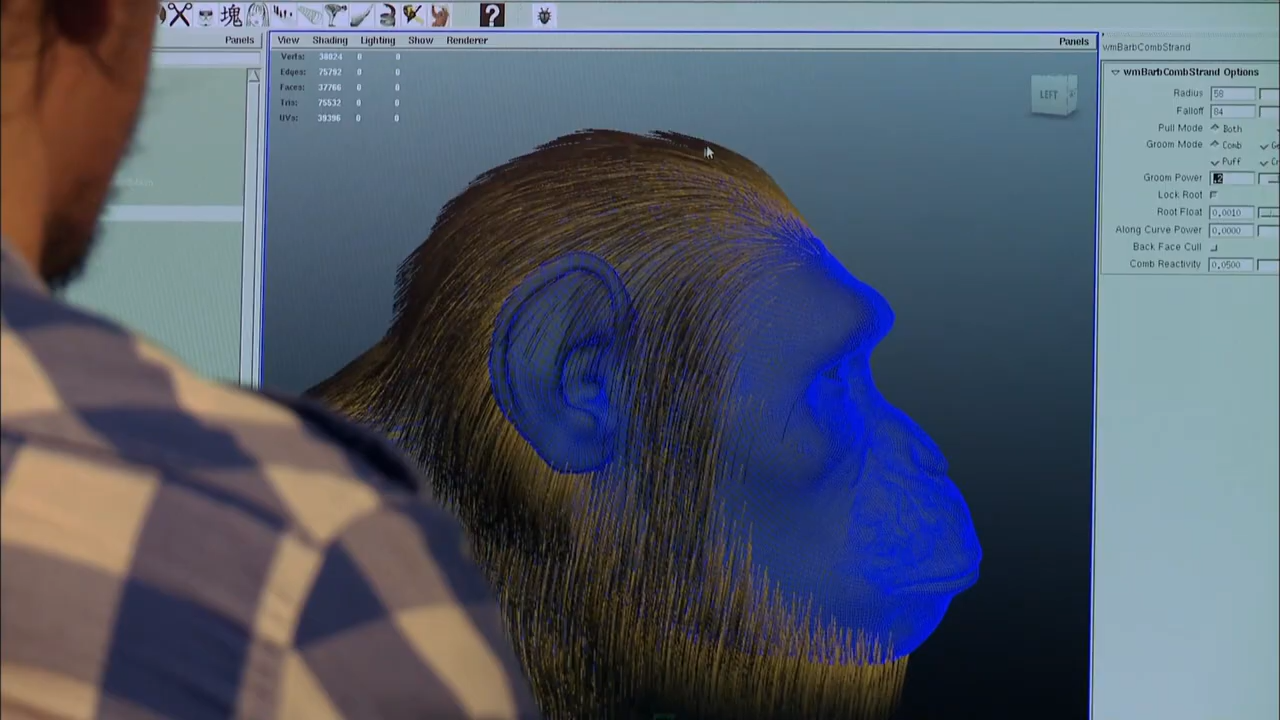 塊
?
Panels
View Shading Lighting Show Renderer Panels
Verts: 38024 0 0
Edges: 75792 0 0
Faces: 37766 0 0
Tris: 75532 0 0
UVs: 39396 0 0
LEFT
wmBarbCombStrand
wmBarbCombStrand Options
Radius 58
Falloff 84
Pull Mode Both
Groom Mode Comb
Puff
Groom Power .2
Lock Root
Root Float 0.0010
Along Curve Power 0.0000
Back Face Cull
Comb Reactivity 0.0500